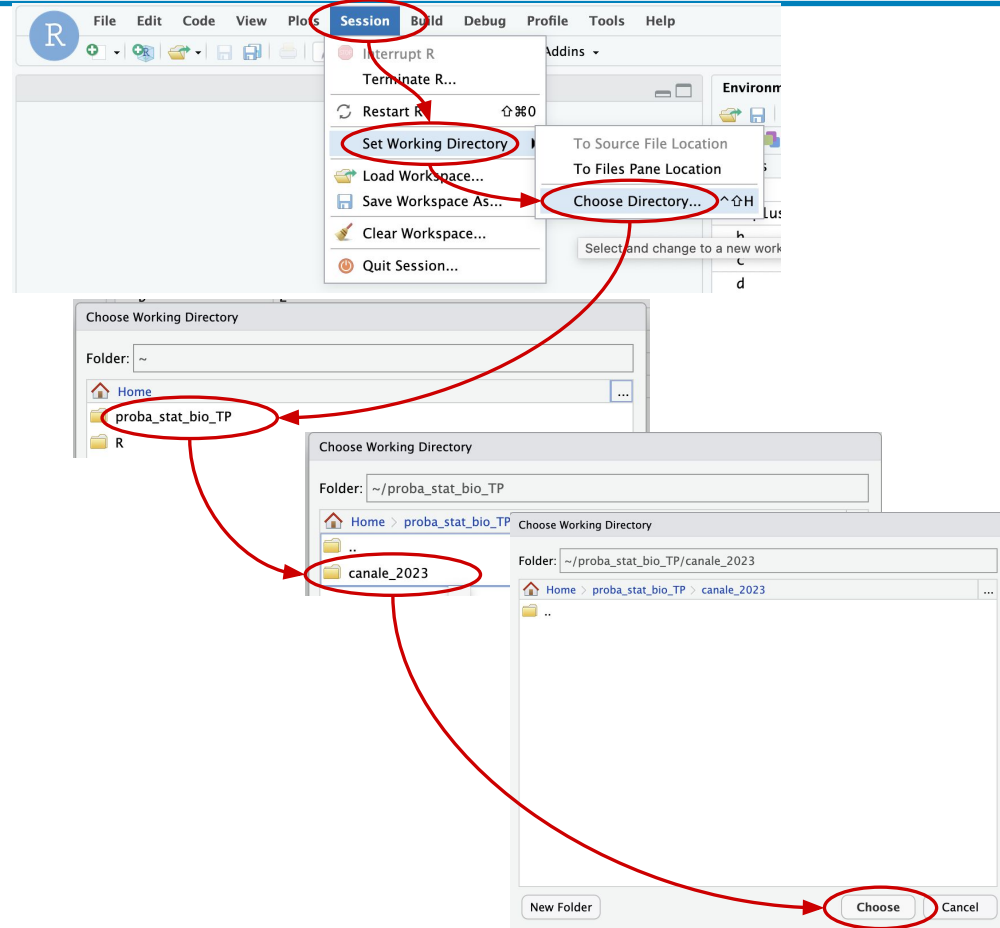 R
File Edit Code View Plots Session Build Debug Profile Tools Help
Addins
Interrupt R
Terminate R...
Restart R ⇧⌘0
Set Working Directory
Load Workspace...
Save Workspace As...
Clear Workspace...
Quit Session...
To Source File Location
To Files Pane Location
Choose Directory... ^⇧H
Select and change to a new work
Environm
c
d
Choose Working Directory
Folder: ~
Home ...
proba_stat_bio_TP
R
Choose Working Directory
Folder: ~/proba_stat_bio_TP
Home > proba_stat_bio_TP
..
canale_2023
Choose Working Directory
Folder: ~/proba_stat_bio_TP/canale_2023
Home > proba_stat_bio_TP > canale_2023 ...
..
New Folder Choose Cancel